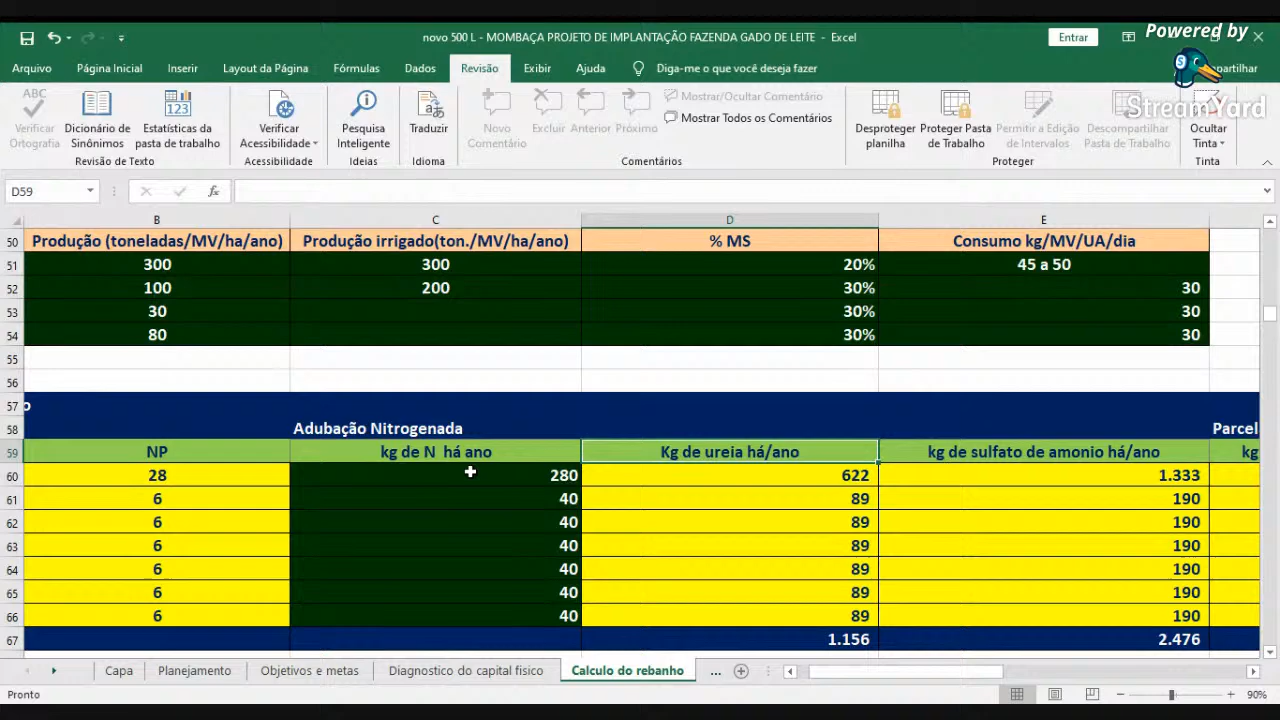 Powered by
StreamYard
novo 500 L - MOMBAÇA PROJETO DE IMPLANTAÇÃO FAZENDA GADO DE LEITE - Excel
Entrar
Arquivo Página Inicial Inserir Layout da Página Fórmulas Dados Revisão Exibir Ajuda Diga-me o que você deseja fazer
ABC
Verificar Ortografia
Dicionário de Sinônimos
123
Estatísticas da pasta de trabalho
Revisão de Texto
Verificar Acessibilidade
Acessibilidade
Pesquisa Inteligente
Ideias
Traduzir
Idioma
Novo Comentário
Excluir
Anterior
Próximo
Mostrar/Ocultar Comentário
Mostrar Todos os Comentários
Comentários
Desproteger planilha
Proteger Pasta de Trabalho
Permitir a Edição de Intervalos
Descompartilhar Pasta de Trabalho
Proteger
Ocultar Tinta
Tinta
D59 fx
B C D E
50 Produção (toneladas/MV/ha/ano) Produção irrigado(ton./MV/ha/ano) % MS Consumo kg/MV/UA/dia
51 300 300 20% 45 a 50
52 100 200 30% 30
53 30 30% 30
54 80 30% 30
55
56
57 o
58 Adubação Nitrogenada Parcel
59 NP kg de N há ano Kg de ureia há/ano kg de sulfato de amonio há/ano kg
60 28 280 622 1.333
61 6 40 89 190
62 6 40 89 190
63 6 40 89 190
64 6 40 89 190
65 6 40 89 190
66 6 40 89 190
67 1.156 2.476
Capa Planejamento Objetivos e metas Diagnostico do capital fisico Calculo do rebanho ...
Pronto 90%